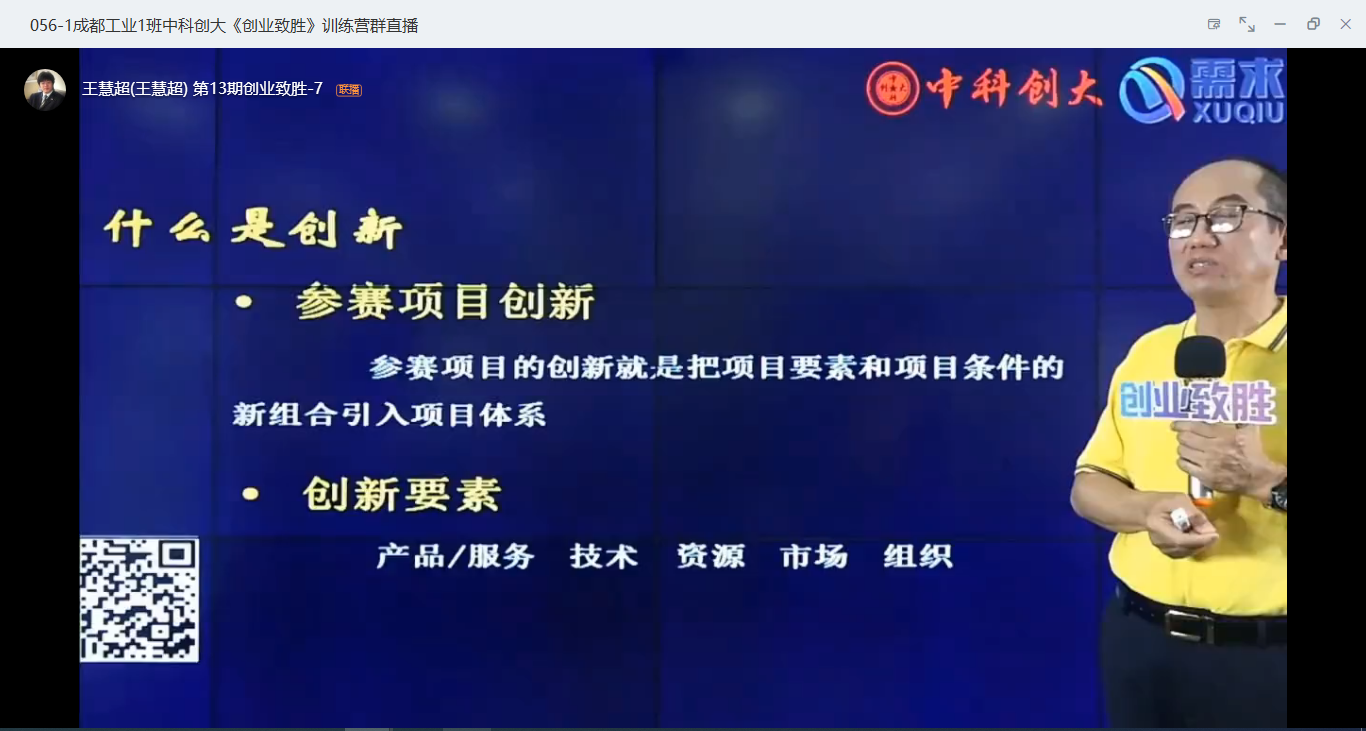 056-1成都工业1班中科创大《创业致胜》训练营群直播
王慧超(王慧超) 第13期创业致胜-7 联播
中科创大
需求
XUQIU
什么是创新
• 参赛项目创新
参赛项目的创新就是把项目要素和项目条件的
新组合引入项目体系
创业致胜
• 创新要素
产品/服务 技术 资源 市场 组织